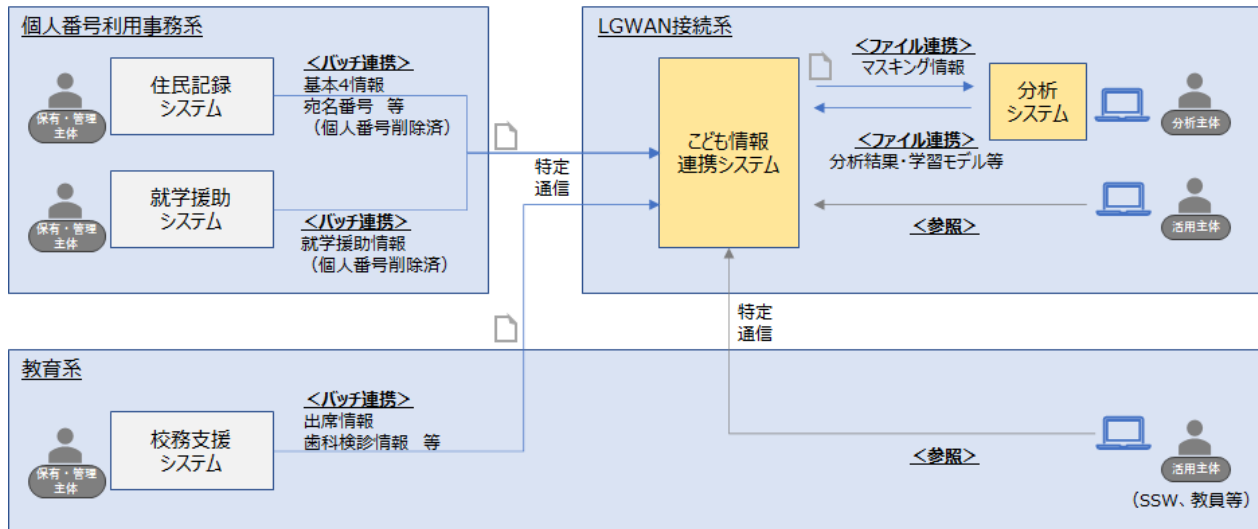 個人番号利用事務系
保有・管理
主体
住民記録
システム
<バッチ連携>
基本4情報
宛名番号 等
（個人番号削除済）
保有・管理
主体
就学援助
システム
<バッチ連携>
就学援助情報
（個人番号削除済）
特定
通信
LGWAN接続系
こども情報
連携システム
<ファイル連携>
マスキング情報
<ファイル連携>
分析結果・学習モデル等
分析
システム
分析主体
<参照>
活用主体
特定
通信
教育系
保有・管理
主体
校務支援
システム
<バッチ連携>
出席情報
歯科検診情報 等
<参照>
活用主体
（SSW、教員等）